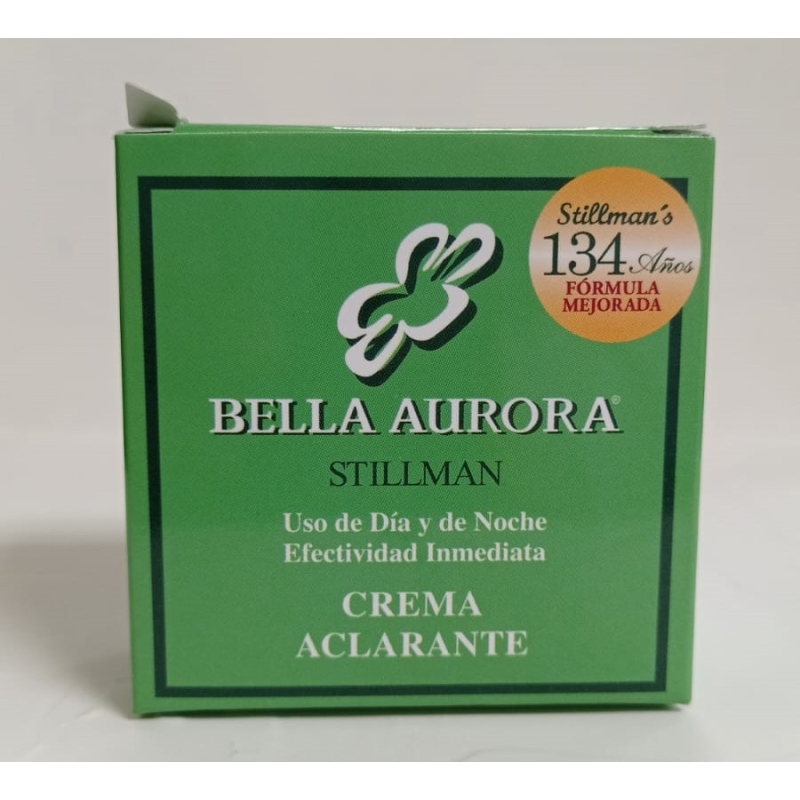 Stillman´s
134 Años
FÓRMULA
MEJORADA
BELLA AURORA®
STILLMAN
Uso de Día y de Noche
Efectividad Inmediata
CREMA
ACLARANTE